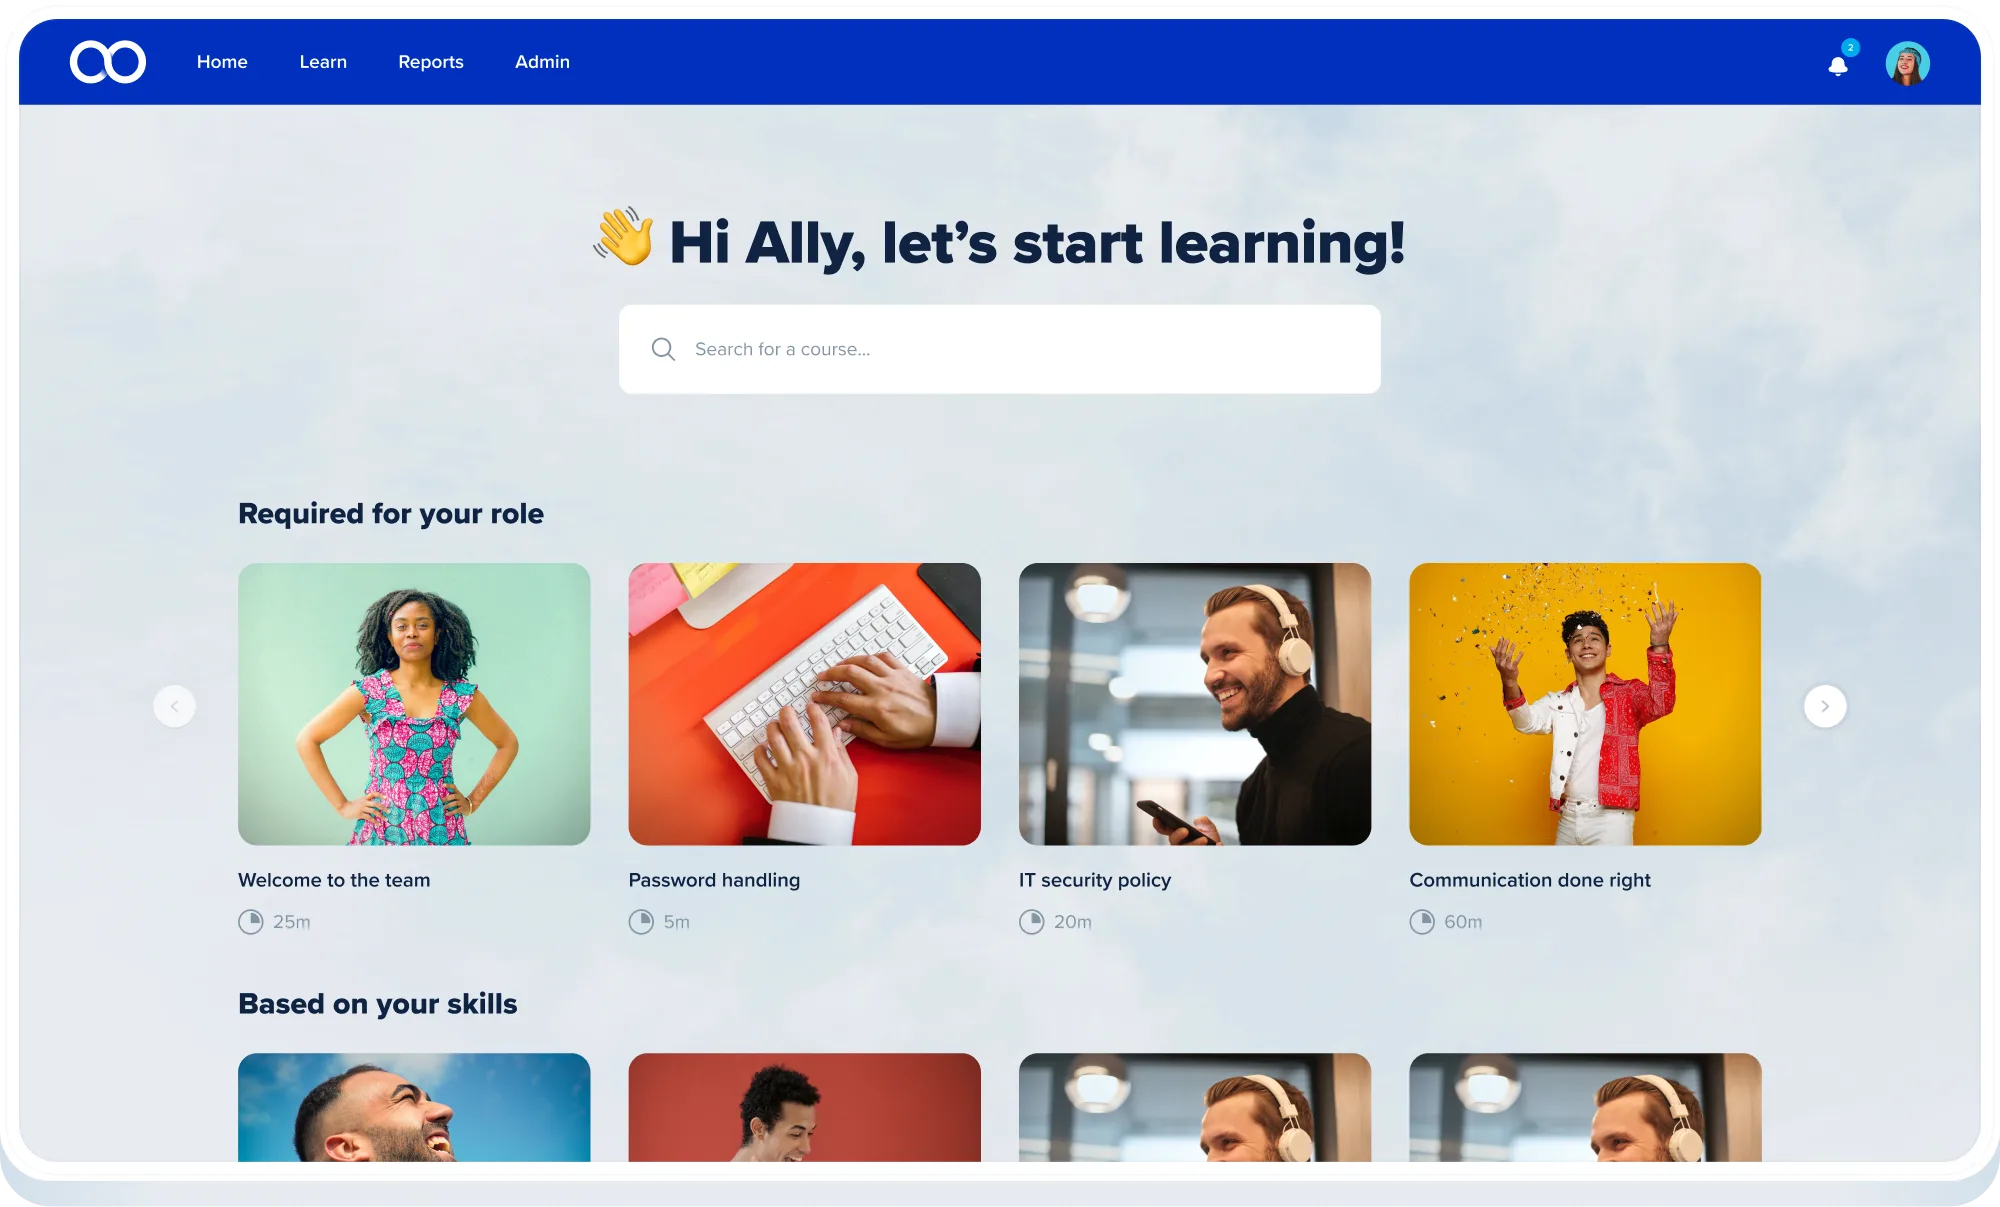 Home Learn Reports Admin
2
👋 Hi Ally, let’s start learning!
Search for a course...
Required for your role
Welcome to the team
25m
Password handling
5m
IT security policy
20m
Communication done right
60m
Based on your skills